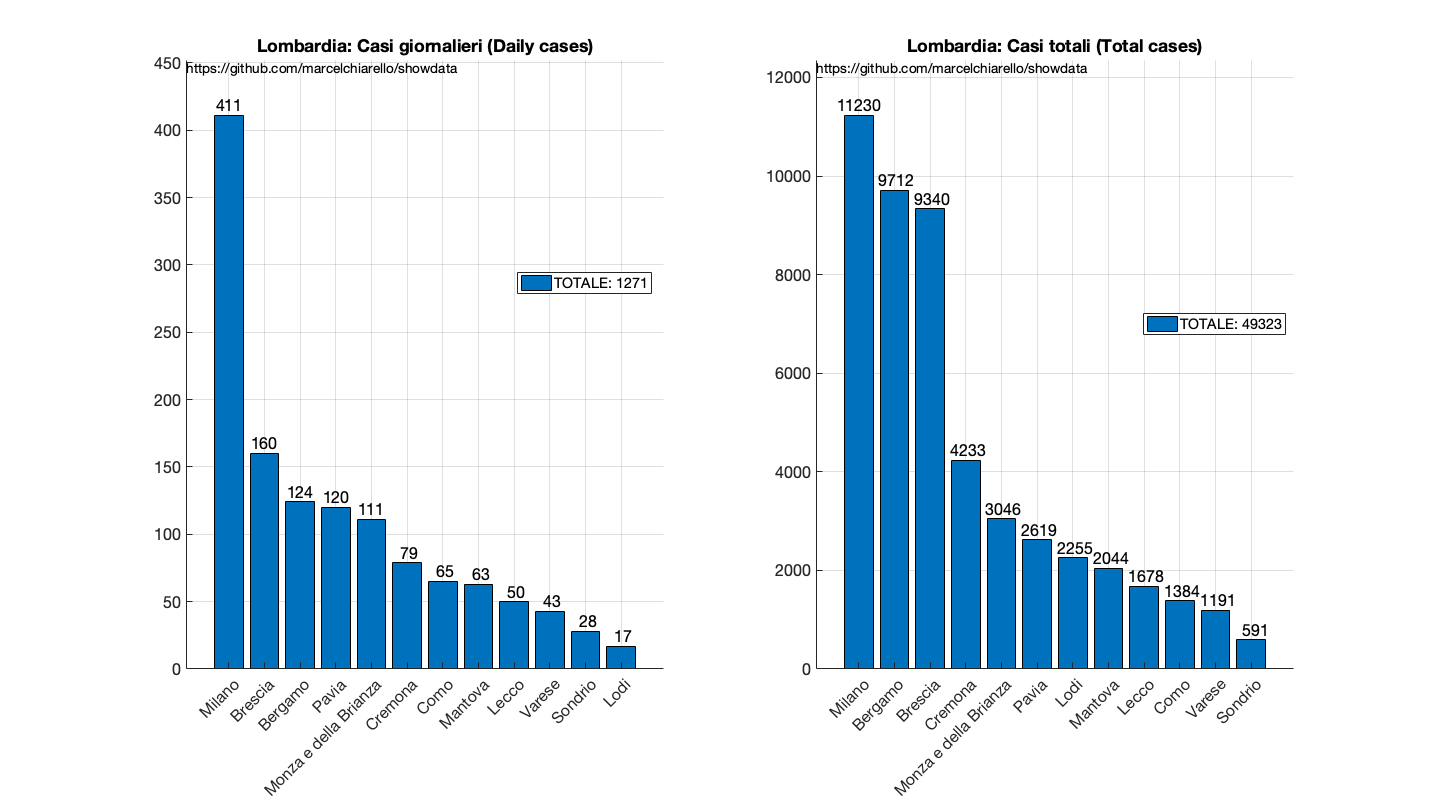 Lombardia: Casi giornalieri (Daily cases)
https://github.com/marcelchiarello/showdata
450
400
350
300
250
200
150
100
50
0
411
160
124
120
111
79
65
63
50
43
28
17
TOTALE: 1271
Milano
Brescia
Bergamo
Pavia
Monza e della Brianza
Cremona
Como
Mantova
Lecco
Varese
Sondrio
Lodi
Lombardia: Casi totali (Total cases)
https://github.com/marcelchiarello/showdata
12000
10000
8000
6000
4000
2000
0
11230
9712
9340
4233
3046
2619
2255
2044
1678
1384
1191
591
TOTALE: 49323
Milano
Bergamo
Brescia
Cremona
Monza e della Brianza
Pavia
Lodi
Mantova
Lecco
Como
Varese
Sondrio